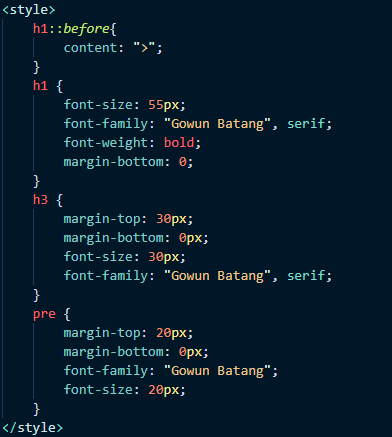 <style>
    h1::before{
        content: ">";
    }
    h1 {
        font-size: 55px;
        font-family: "Gowun Batang", serif;
        font-weight: bold;
        margin-bottom: 0;
    }
    h3 {
        margin-top: 30px;
        margin-bottom: 0px;
        font-size: 30px;
        font-family: "Gowun Batang", serif;
    }
    pre {
        margin-top: 20px;
        margin-bottom: 0px;
        font-family: "Gowun Batang";
        font-size: 20px;
    }
</style>